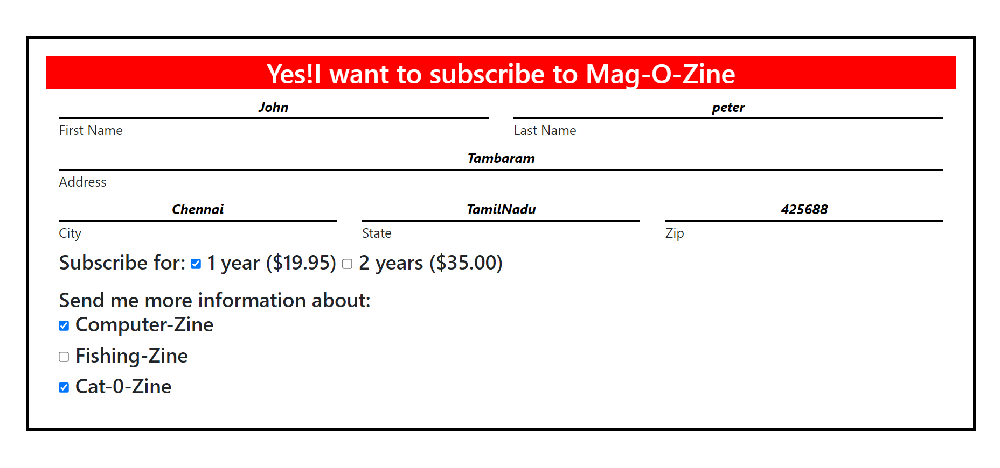 Yes!I want to subscribe to Mag-O-Zine
John peter
First Name Last Name
Tambaram
Address
Chennai TamilNadu 425688
City State Zip
Subscribe for: 1 year ($19.95) 2 years ($35.00)
Send me more information about:
Computer-Zine
Fishing-Zine
Cat-0-Zine